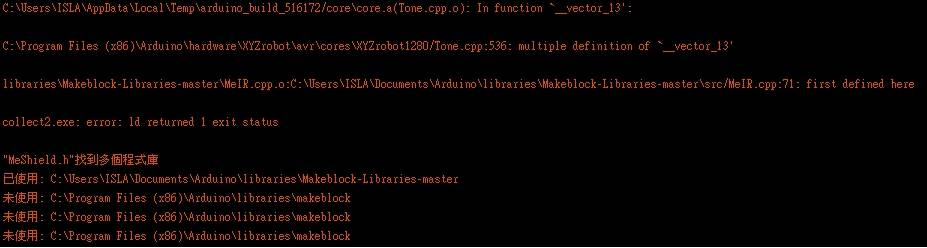 C:\Users\ISLA\AppData\Local\Temp\arduino_build_516172/core\core.a(Tone.cpp.o): In function `__vector_13':
C:\Program Files (x86)\Arduino\hardware\XYZrobot\avr\cores\XYZrobot1280/Tone.cpp:536: multiple definition of `__vector_13'
libraries\Makeblock-Libraries-master\MeIR.cpp.o:C:\Users\ISLA\Documents\Arduino\libraries\Makeblock-Libraries-master\src/MeIR.cpp:71: first defined here
collect2.exe: error: ld returned 1 exit status
"MeShield.h"找到多個程式庫
已使用: C:\Users\ISLA\Documents\Arduino\libraries\Makeblock-Libraries-master
未使用: C:\Program Files (x86)\Arduino\libraries\makeblock
未使用: C:\Program Files (x86)\Arduino\libraries\makeblock
未使用: C:\Program Files (x86)\Arduino\libraries\makeblock